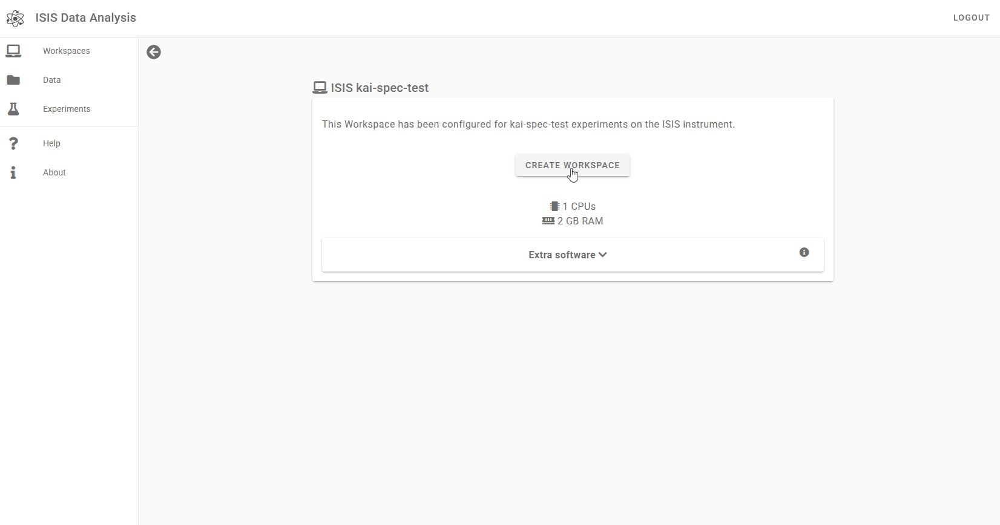 ISIS Data Analysis
LOGOUT
Workspaces
Data
Experiments
Help
About
ISIS kai-spec-test
This Workspace has been configured for kai-spec-test experiments on the ISIS instrument.
CREATE WORKSPACE
1 CPUs
2 GB RAM
Extra software